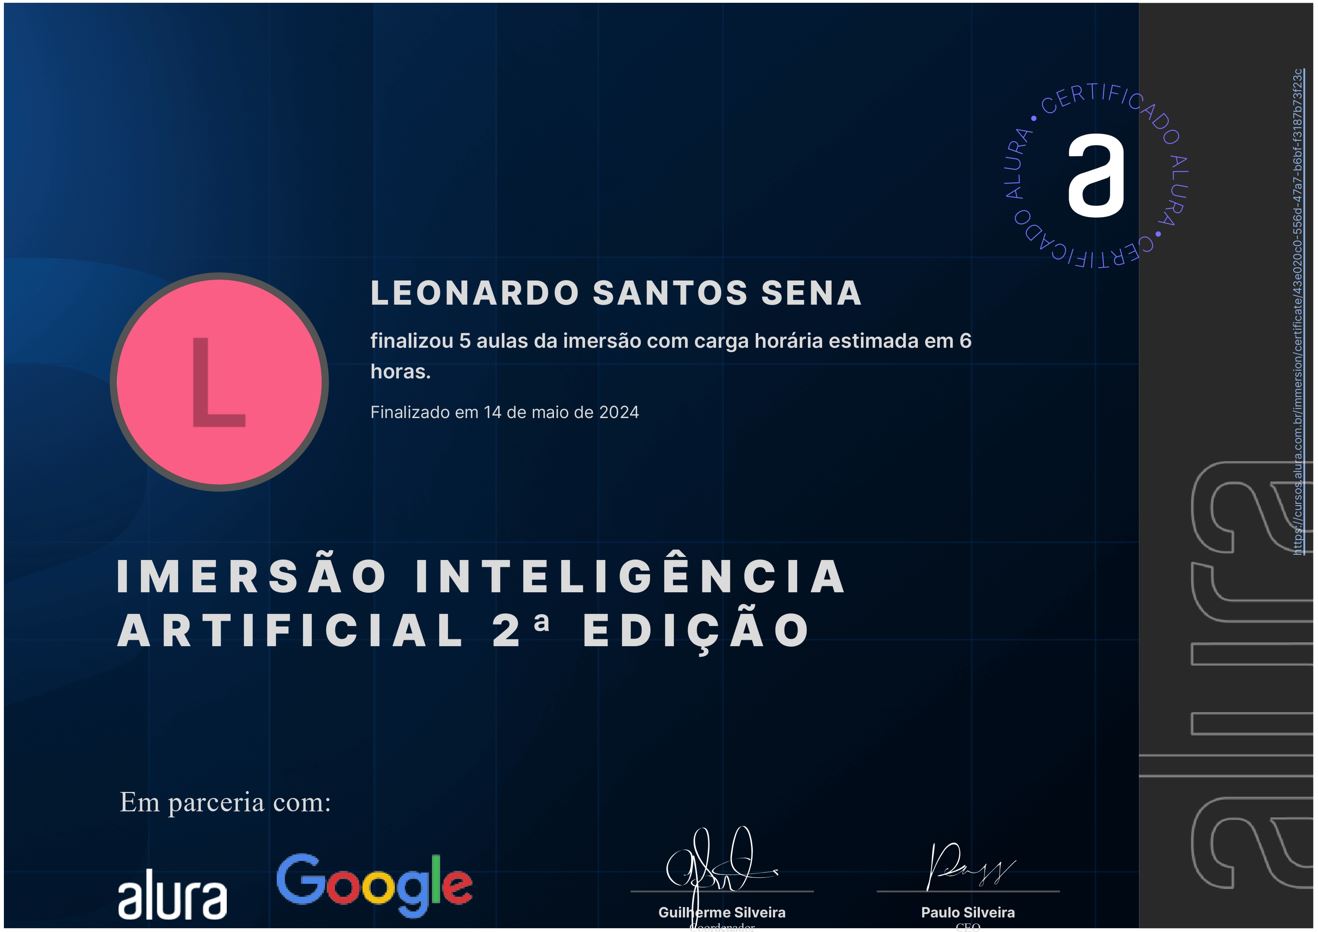 CERTIFICADO ALURA • CERTIFICADO ALURA •
a
https://cursos.alura.com.br/immersion/certificate/43e020c0-556d-47a7-b6bf-f3187b73f23c
L
LEONARDO SANTOS SENA
finalizou 5 aulas da imersão com carga horária estimada em 6
horas.
Finalizado em 14 de maio de 2024
IMERSÃO INTELIGÊNCIA
ARTIFICIAL 2ª EDIÇÃO
Em parceria com:
alura Google
Guilherme Silveira Paulo Silveira
Coordenador CEO
alura